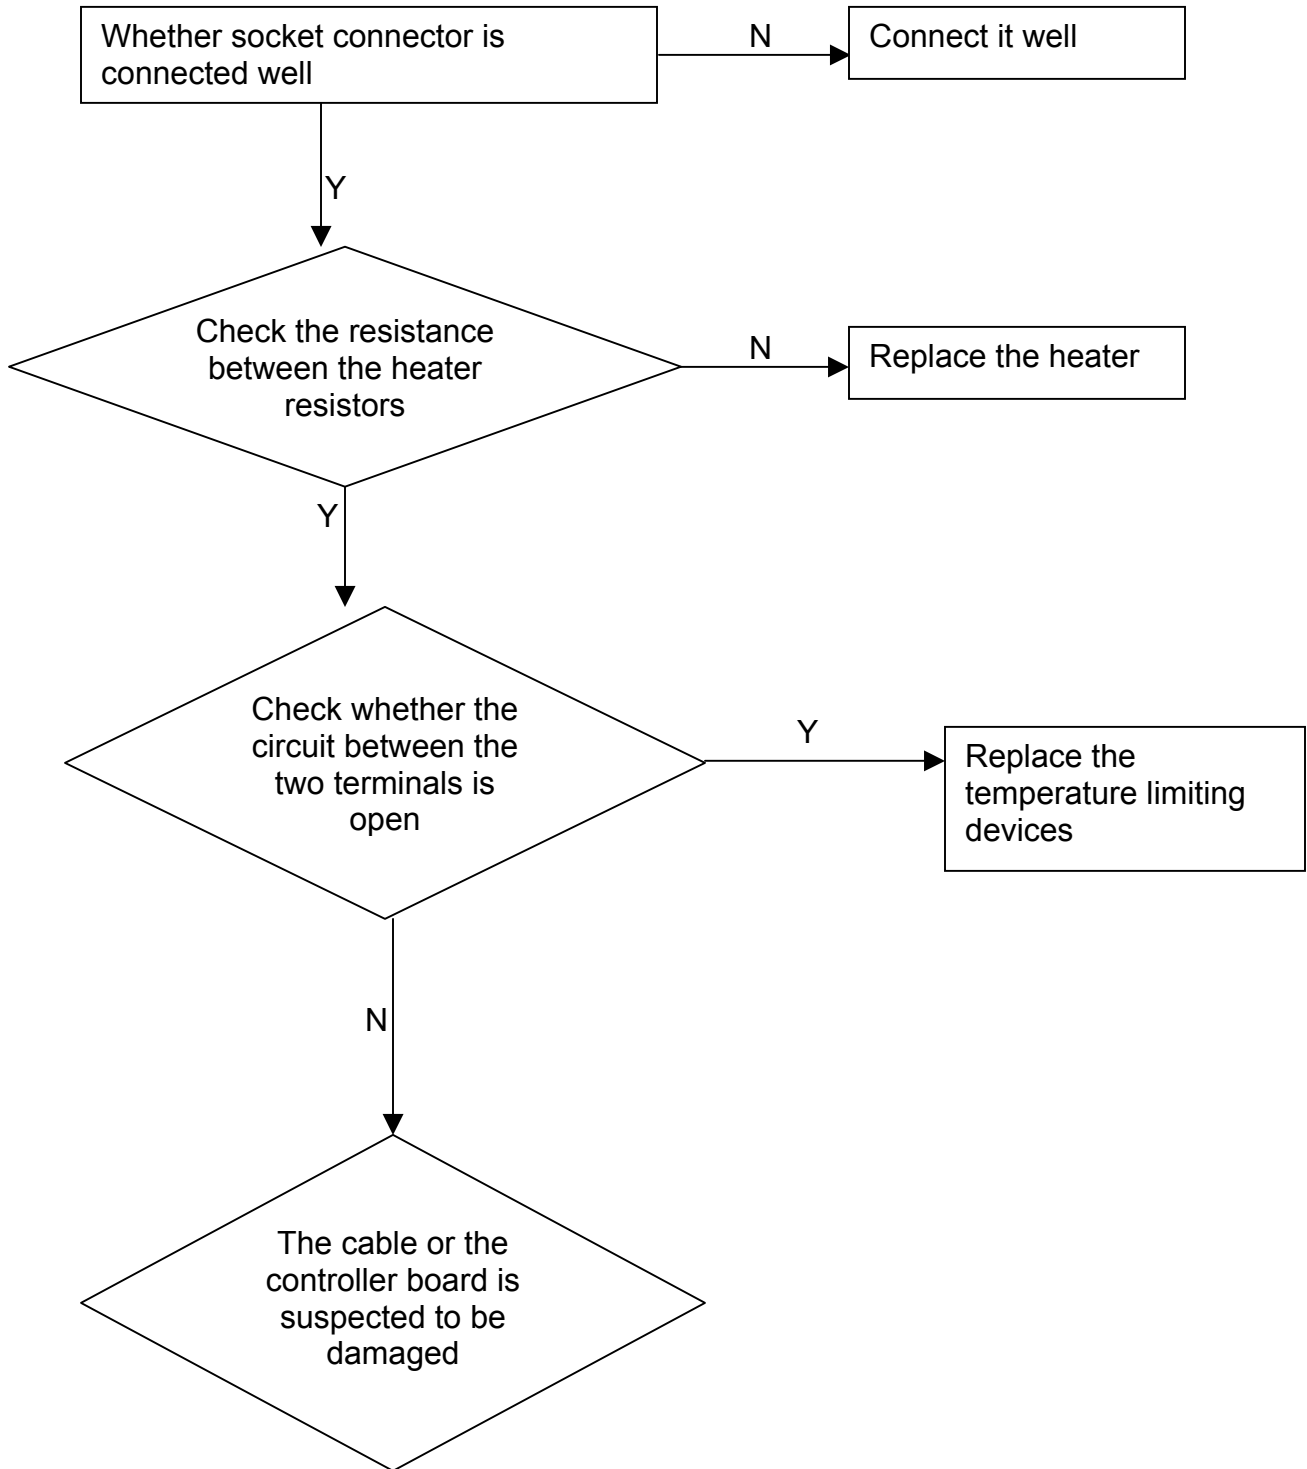 Whether socket connector is
connected well
N
Connect it well
Y
Check the resistance
between the heater
resistors
N
Replace the heater
Y
Check whether the
circuit between the
two terminals is
open
Y
Replace the
temperature limiting
devices
N
The cable or the
controller board is
suspected to be
damaged